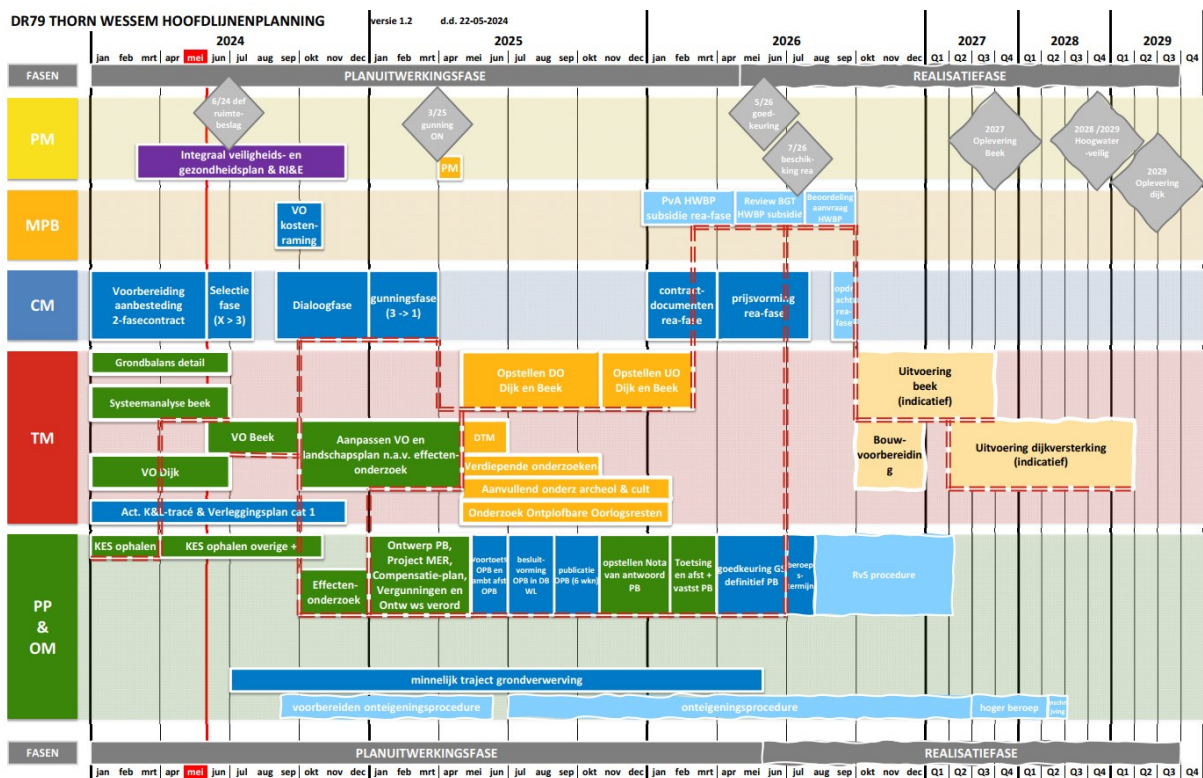 DR79 THORN WESSEM HOOFDLIJNENPLANNING versie 1.2 d.d. 22-05-2024
2024 2025 2026 2027 2028 2029
jan feb mrt apr mei jun jul aug sep okt nov dec jan feb mrt apr mei jun jul aug sep okt nov dec jan feb mrt apr mei jun jul aug sep okt nov dec Q1 Q2 Q3 Q4 Q1 Q2 Q3 Q4 Q1 Q2 Q3 Q4
FASEN PLANUITWERKINGSFASE REALISATIEFASE
PM
6/24 def
ruimte-
beslag
3/25
gunning
ON
5/26
goed-
keuring
7/26
beschik-
king rea
2027
Oplevering
Beek
2028 /2029
Hoogwater
-veilig
2029
Oplevering
dijk
Integraal veiligheids- en
gezondheidsplan & RI&E
PM
MPB
VO
kosten-
raming
PvA HWBP
subsidie rea-fase
Review BGT
HWBP subsidie
Beoordeling
aanvraag
HWBP
CM
Voorbereiding
aanbesteding
2-fasecontract
Selectie
fase
(X > 3)
Dialoogfase
gunningsfase
(3 -> 1)
contract-
documenten
rea-fase
prijsvorming
rea-fase
opdr
acht
rea-
fase
TM
Grondbalans detail
Systeemanalyse beek
VO Beek
VO Dijk
Act. K&L-tracé & Verleggingsplan cat 1
Aanpassen VO en
landschapsplan n.a.v. effecten-
onderzoek
Opstellen DO
Dijk en Beek
Opstellen UO
Dijk en Beek
DTM
Verdiepende onderzoeken
Aanvullend onderz archeol & cult
Onderzoek Ontplofbare Oorlogsresten
Uitvoering
beek
(indicatief)
Bouw-
voorbereidin
g
Uitvoering dijkversterking
(indicatief)
PP
&
OM
KES ophalen
KES ophalen overige +
Effecten-
onderzoek
Ontwerp PB,
Project MER,
Compensatie-plan,
Vergunningen en
Ontw ws verord
OPB en
ambt afst
OPB
besluit-
vorming
OPB in DB
WL
publicatie
OPB (6 wkn)
opstellen Nota
van antwoord
PB
Toetsing
en afst +
vastst PB
goedkeuring GS
definitief PB
beroep
s-
termijn
RvS procedure
minnelijk traject grondverwerving
voorbereiden onteigeningsprocedure
onteigeningsprocedure
hoger beroep
FASEN PLANUITWERKINGSFASE REALISATIEFASE
jan feb mrt apr mei jun jul aug sep okt nov dec jan feb mrt apr mei jun jul aug sep okt nov dec jan feb mrt apr mei jun jul aug sep okt nov dec Q1 Q2 Q3 Q4 Q1 Q2 Q3 Q4 Q1 Q2 Q3 Q4